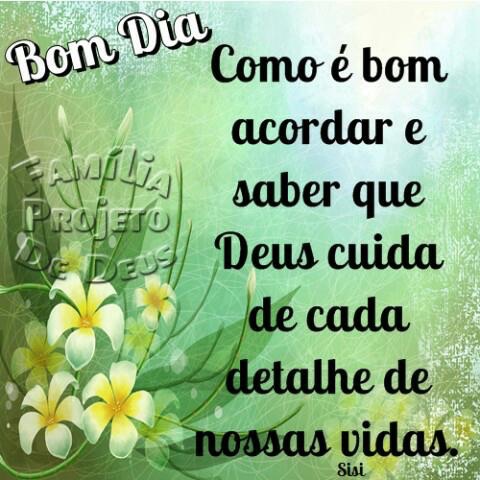 Bom Dia
Como é bom
acordar e
saber que
Deus cuida
de cada
detalhe de
nossas vidas.
Sisi
Família
Projeto
De Deus